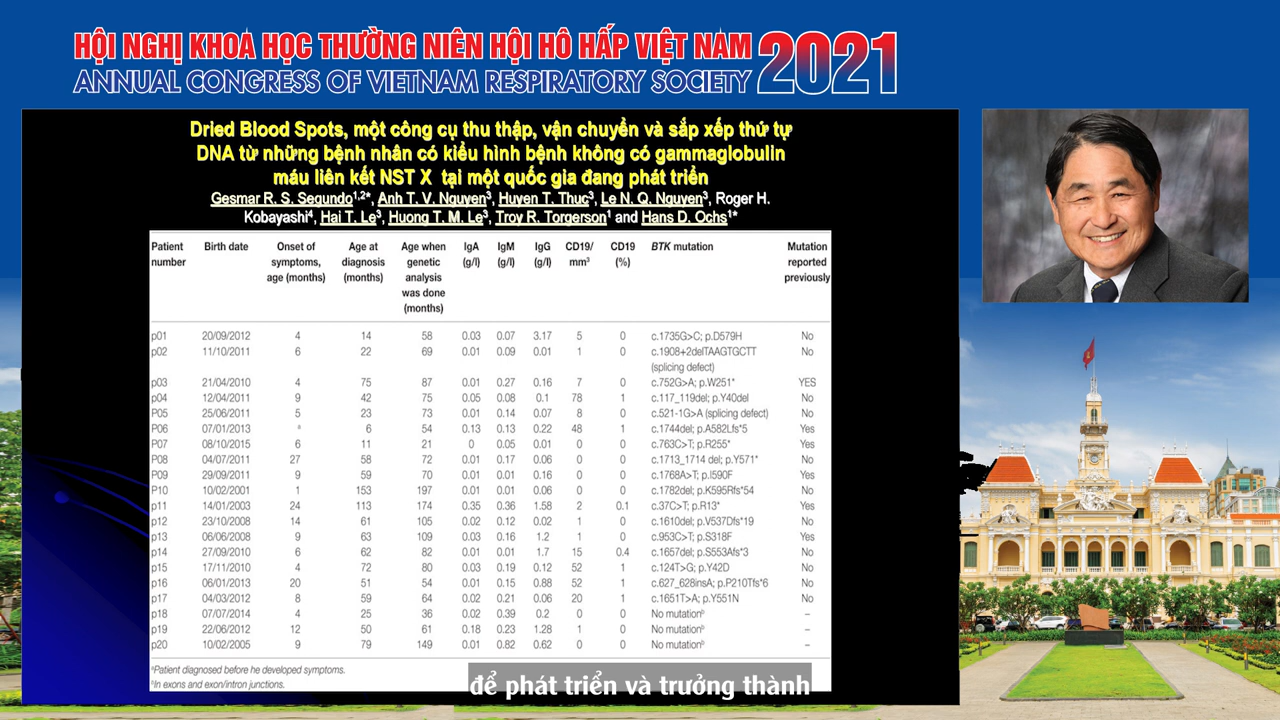 HỘI NGHỊ KHOA HỌC THƯỜNG NIÊN HỘI HÔ HẤP VIỆT NAM 2021
ANNUAL CONGRESS OF VIETNAM RESPIRATORY SOCIETY
Dried Blood Spots, một công cụ thu thập, vận chuyển và sắp xếp thứ tự
DNA từ những bệnh nhân có kiểu hình bệnh không có gammaglobulin
máu liên kết NST X tại một quốc gia đang phát triển
Gesmar R. S. Segundo1,2*, Anh T. V. Nguyen3, Huyen T. Thuc3, Le N. Q. Nguyen3, Roger H.
Kobayashi4, Hai T. Le3, Huong T. M. Le3, Troy R. Torgerson1 and Hans D. Ochs1*
Patient number Birth date Onset of symptoms, age (months) Age at diagnosis (months) Age when genetic analysis was done (months) IgA (g/l) IgM (g/l) IgG (g/l) CD19/mm3 CD19 (%) BTK mutation Mutation reported previously
p01 20/09/2012 4 14 58 0.03 0.07 3.17 5 0 c.1735G>C; p.D579H No
p02 11/10/2011 6 22 69 0.01 0.09 0.01 1 0 c.1908+2delTAAGTGCTT No
(splicing defect)
p03 21/04/2010 4 75 87 0.01 0.27 0.16 7 0 c.752G>A; p.W251* YES
p04 12/04/2011 9 42 75 0.05 0.08 0.1 78 1 c.117_119del; p.Y40del No
P05 25/06/2011 5 23 73 0.01 0.14 0.07 8 0 c.521-1G>A (splicing defect) No
P06 07/01/2013 a 6 54 0.13 0.13 0.22 48 1 c.1744del; p.A582Lfs*5 Yes
P07 08/10/2015 6 11 21 0 0.05 0.01 0 0 c.763C>T; p.R255* Yes
P08 04/07/2011 27 58 72 0.01 0.17 0.06 0 0 c.1713_1714 del; p.Y571* No
P09 29/09/2011 9 59 70 0.01 0.01 0.16 0 0 c.1768A>T; p.I590F Yes
P10 10/02/2001 1 153 197 0.01 0.01 0.06 0 0 c.1782del; p.K595Rfs*54 No
p11 14/01/2003 24 113 174 0.35 0.36 1.58 2 0.1 c.37C>T; p.R13* Yes
p12 23/10/2008 14 61 105 0.02 0.12 0.02 1 0 c.1610del; p.V537Dfs*19 No
p13 06/06/2008 9 63 109 0.03 0.16 1.2 1 0 c.953C>T; p.S318F Yes
p14 27/09/2010 6 62 82 0.01 0.01 1.7 15 0.4 c.1657del; p.S553Afs*3 No
p15 17/11/2010 4 72 80 0.03 0.19 0.12 52 1 c.124T>G; p.Y42D No
p16 06/01/2013 20 51 54 0.01 0.15 0.88 52 1 c.627_628insA; p.P210Tfs*6 No
p17 04/03/2012 8 59 64 0.02 0.21 0.06 20 1 c.1651T>A; p.Y551N No
p18 07/07/2014 4 25 36 0.02 0.39 0.2 0 0 No mutationb –
p19 22/06/2012 12 50 61 0.18 0.23 1.28 1 0 No mutationb –
p20 10/02/2005 9 79 149 0.01 0.82 0.62 0 0 No mutationb –
aPatient diagnosed before he developed symptoms.
bIn exons and exon/intron junctions.
để phát triển và trưởng thành